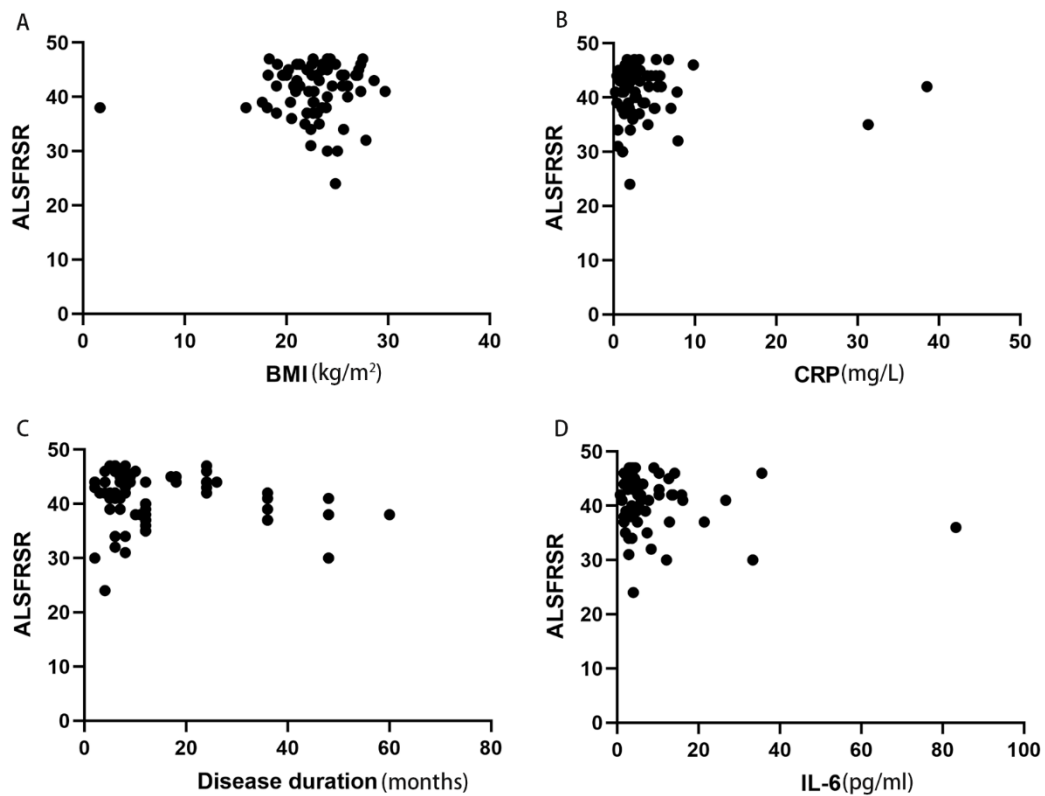 A
50
40
30
20
10
0
ALSFRSR
0 10 20 30 40
BMI (kg/m²)
B
50
40
30
20
10
0
ALSFRSR
0 10 20 30 40 50
CRP(mg/L)
C
50
40
30
20
10
0
ALSFRSR
0 20 40 60 80
Disease duration (months)
D
50
40
30
20
10
0
ALSFRSR
0 20 40 60 80 100
IL-6(pg/ml)